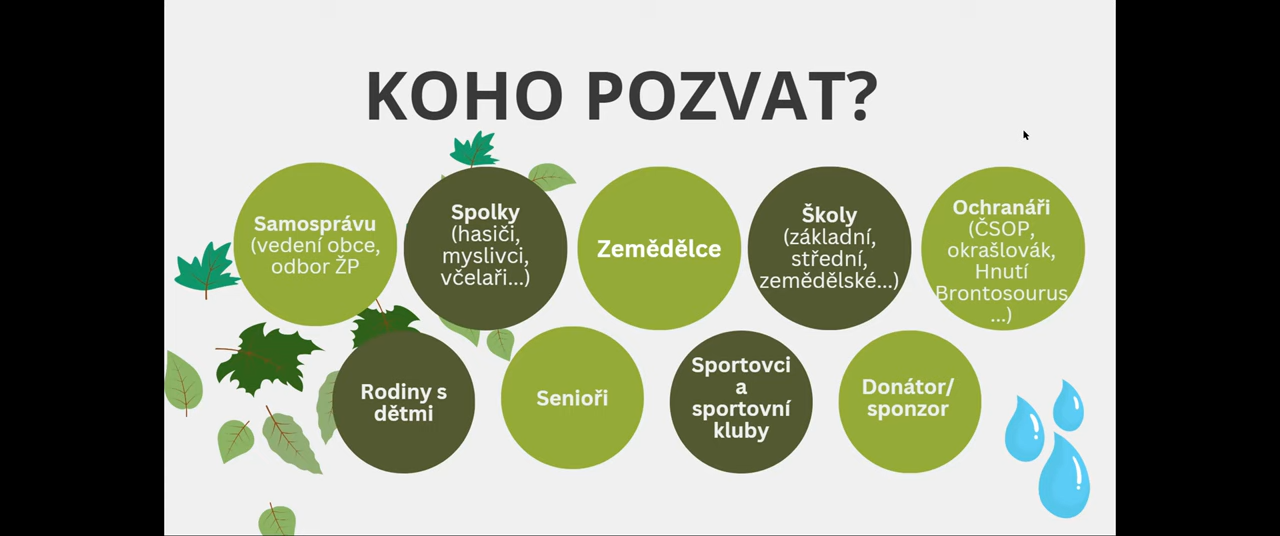 KOHO POZVAT?
Samosprávu
(vedení obce,
odbor ŽP
Spolky
(hasiči,
myslivci,
včelaři...)
Zemědělce
Školy
(základní,
střední,
zemědělské...)
Ochranáři
(ČSOP,
okrašlovák,
Hnutí
Brontosourus
...)
Rodiny s
dětmi
Senioři
Sportovci
a
sportovní
kluby
Donátor/
sponzor